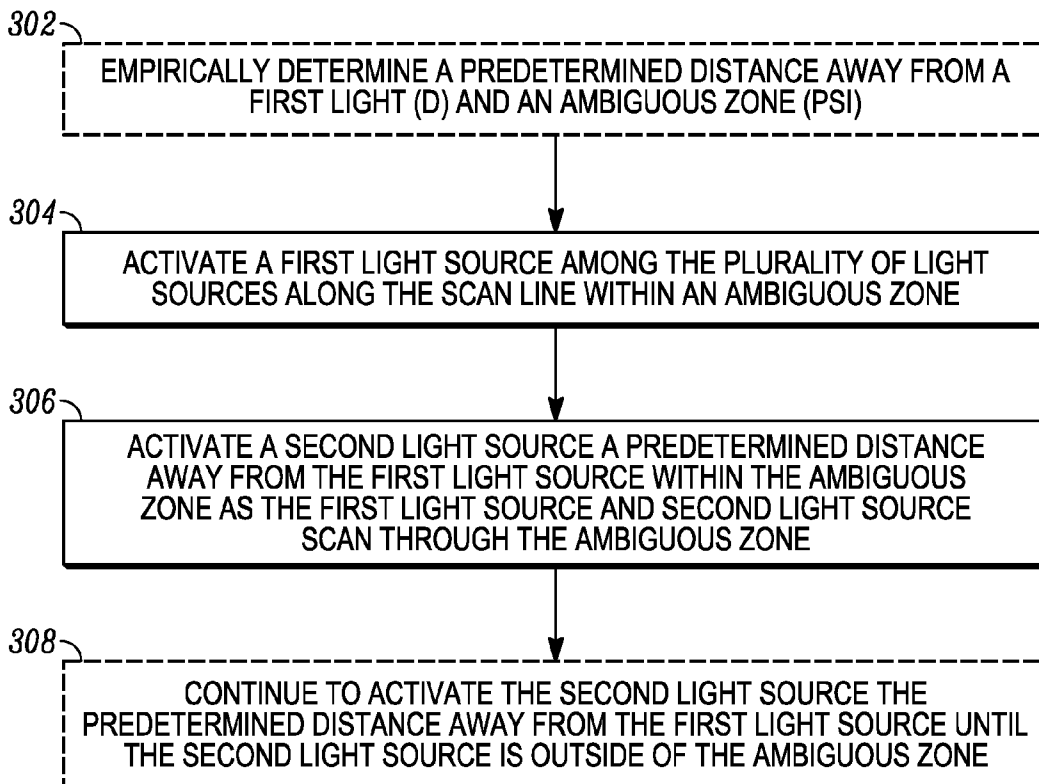 302
EMPIRICALLY DETERMINE A PREDETERMINED DISTANCE AWAY FROM A
FIRST LIGHT (D) AND AN AMBIGUOUS ZONE (PSI)
304
ACTIVATE A FIRST LIGHT SOURCE AMONG THE PLURALITY OF LIGHT
SOURCES ALONG THE SCAN LINE WITHIN AN AMBIGUOUS ZONE
306
ACTIVATE A SECOND LIGHT SOURCE A PREDETERMINED DISTANCE
AWAY FROM THE FIRST LIGHT SOURCE WITHIN THE AMBIGUOUS
ZONE AS THE FIRST LIGHT SOURCE AND SECOND LIGHT SOURCE
SCAN THROUGH THE AMBIGUOUS ZONE
308
CONTINUE TO ACTIVATE THE SECOND LIGHT SOURCE THE
PREDETERMINED DISTANCE AWAY FROM THE FIRST LIGHT SOURCE UNTIL
THE SECOND LIGHT SOURCE IS OUTSIDE OF THE AMBIGUOUS ZONE